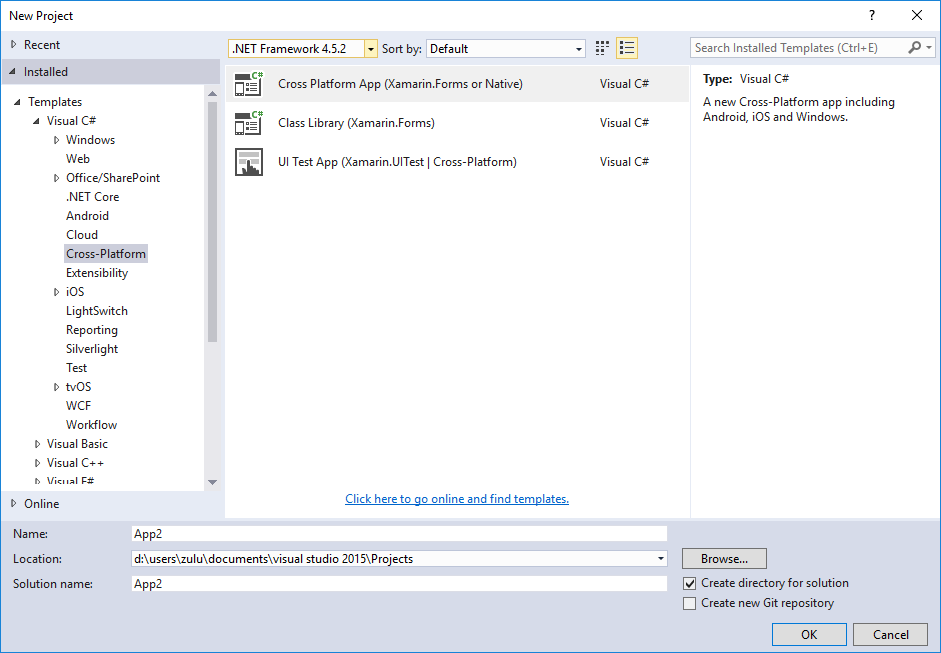 New Project
?
Recent
Installed
Templates
Visual C#
Windows
Web
Office/SharePoint
.NET Core
Android
Cloud
Cross-Platform
Extensibility
iOS
LightSwitch
Reporting
Silverlight
Test
tvOS
WCF
Workflow
Visual Basic
Visual C++
Visual F#
Online
.NET Framework 4.5.2 Sort by: Default
Search Installed Templates (Ctrl+E)
C# Cross Platform App (Xamarin.Forms or Native) Visual C#
C# Class Library (Xamarin.Forms) Visual C#
UI Test App (Xamarin.UITest | Cross-Platform) Visual C#
Click here to go online and find templates.
Type: Visual C#
A new Cross-Platform app including
Android, iOS and Windows.
Name: App2
Location: d:\users\zulu\documents\visual studio 2015\Projects
Browse...
Solution name: App2
Create directory for solution
Create new Git repository
OK Cancel